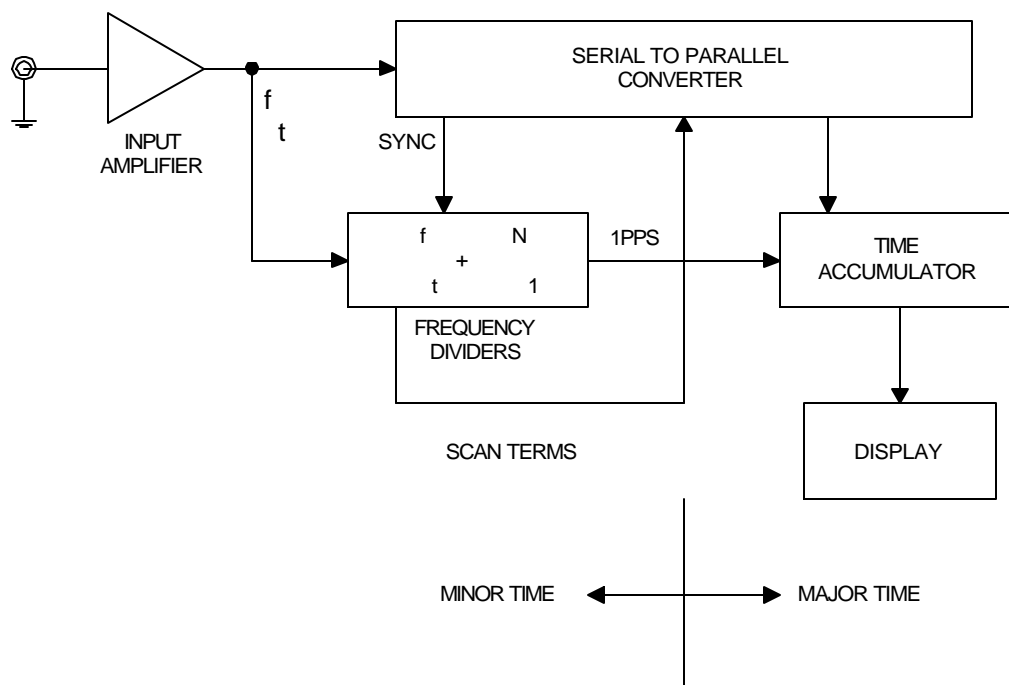 SERIAL TO PARALLEL
CONVERTER
f
t
INPUT
AMPLIFIER
SYNC
f N
+
t 1
1PPS
TIME
ACCUMULATOR
FREQUENCY
DIVIDERS
SCAN TERMS
DISPLAY
MINOR TIME
MAJOR TIME